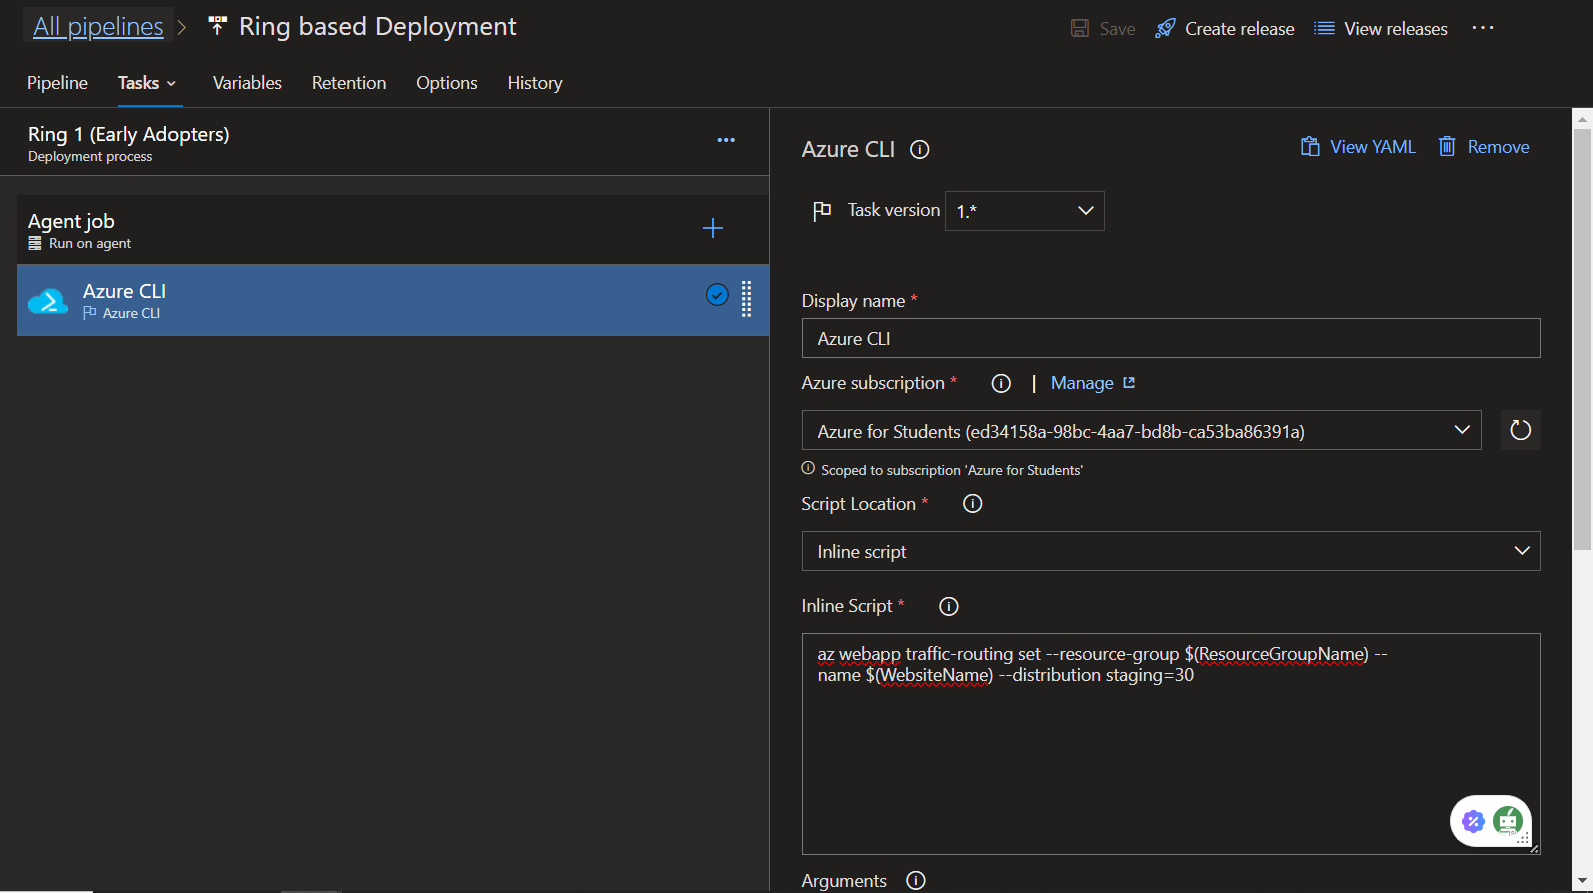 All pipelines
Ring based Deployment
Save
Create release
View releases
Pipeline
Tasks
Variables
Retention
Options
History
Ring 1 (Early Adopters)
Deployment process
Agent job
Run on agent
Azure CLI
Azure CLI
Azure CLI
View YAML
Remove
Task version
1.*
Display name *
Azure CLI
Azure subscription *
|
Manage
Azure for Students (ed34158a-98bc-4aa7-bd8b-ca53ba86391a)
Scoped to subscription 'Azure for Students'
Script Location *
Inline script
Inline Script *
az webapp traffic-routing set --resource-group $(ResourceGroupName) --
name $(WebsiteName) --distribution staging=30
Arguments